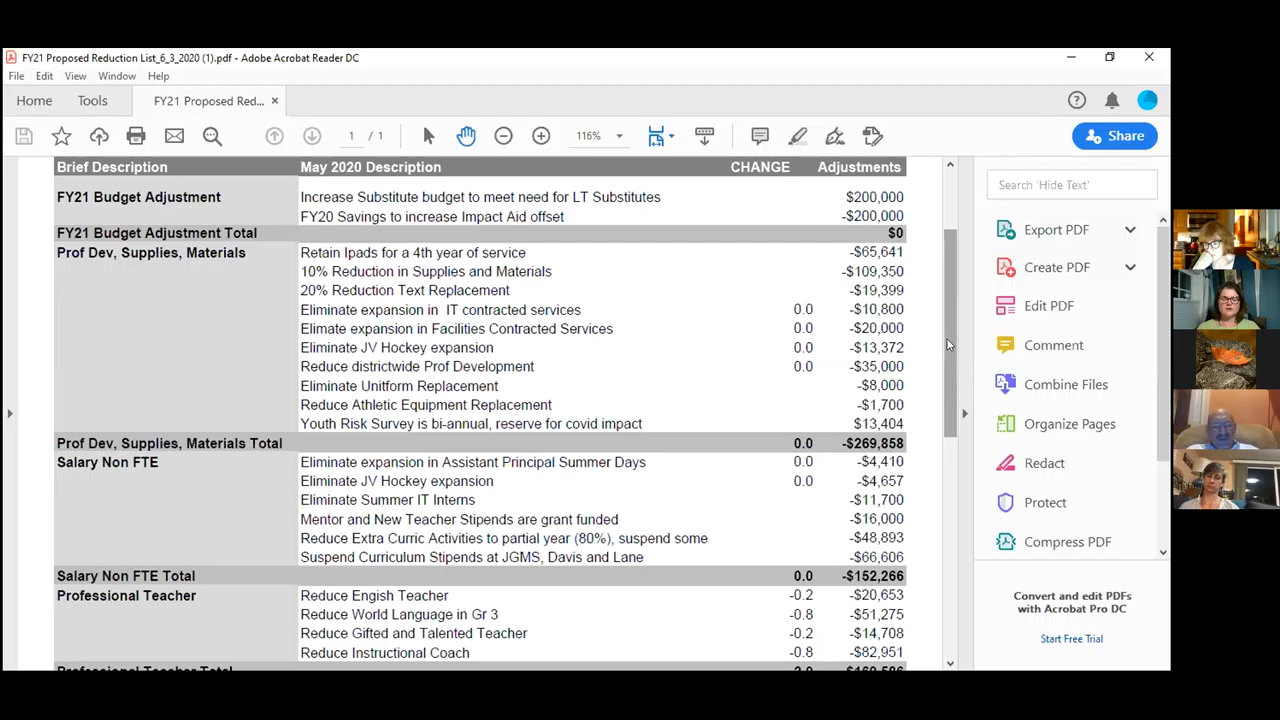 FY21 Proposed Reduction List_6_3_2020 (1).pdf - Adobe Acrobat Reader DC
File Edit View Window Help
Home Tools FY21 Proposed Red... ×
1 / 1 116% Share
Brief Description May 2020 Description CHANGE Adjustments
FY21 Budget Adjustment Increase Substitute budget to meet need for LT Substitutes $200,000
FY20 Savings to increase Impact Aid offset -$200,000
FY21 Budget Adjustment Total $0
Prof Dev, Supplies, Materials Retain Ipads for a 4th year of service -$65,641
10% Reduction in Supplies and Materials -$109,350
20% Reduction Text Replacement -$19,399
Eliminate expansion in IT contracted services 0.0 -$10,800
Elimate expansion in Facilities Contracted Services 0.0 -$20,000
Eliminate JV Hockey expansion 0.0 -$13,372
Reduce districtwide Prof Development 0.0 -$35,000
Eliminate Unitform Replacement -$8,000
Reduce Athletic Equipment Replacement -$1,700
Youth Risk Survey is bi-annual, reserve for covid impact $13,404
Prof Dev, Supplies, Materials Total 0.0 -$269,858
Salary Non FTE Eliminate expansion in Assistant Principal Summer Days 0.0 -$4,410
Eliminate JV Hockey expansion 0.0 -$4,657
Eliminate Summer IT Interns -$11,700
Mentor and New Teacher Stipends are grant funded -$16,000
Reduce Extra Curric Activities to partial year (80%), suspend some -$48,893
Suspend Curriculum Stipends at JGMS, Davis and Lane -$66,606
Salary Non FTE Total 0.0 -$152,266
Professional Teacher Reduce Engish Teacher -0.2 -$20,653
Reduce World Language in Gr 3 -0.8 -$51,275
Reduce Gifted and Talented Teacher -0.2 -$14,708
Reduce Instructional Coach -0.8 -$82,951
Professional Teacher Total
Search 'Hide Text'
Export PDF
Create PDF
Edit PDF
Comment
Combine Files
Organize Pages
Redact
Protect
Compress PDF
Convert and edit PDFs
with Acrobat Pro DC
Start Free Trial